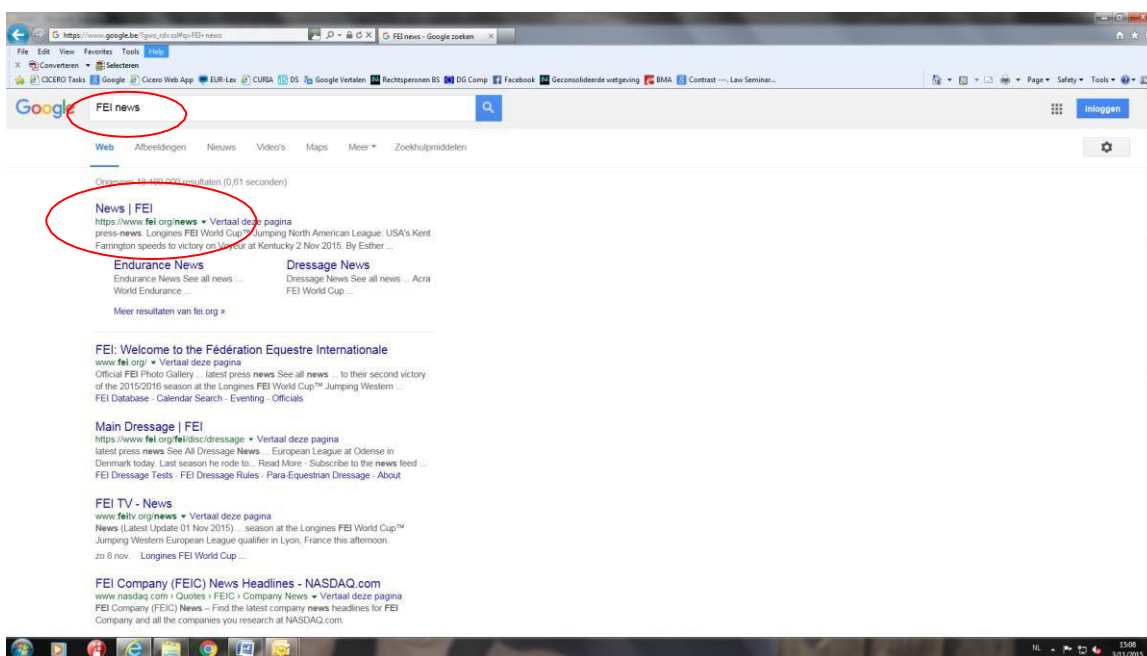 G https://www.google.be/?gws_rd=ssl#q=FEI+news
G FEI news - Google zoeken ×
File Edit View Favorites Tools Help
× Converteren ▾ Selecteren
CICERO Tasks Google Cicero Web App EUR-Lex CURIA DS Google Vertalen Rechtspersonen BS DG Comp Facebook Geconsolideerde wetgeving BMA Contrast ---. Law Seminar...
Page ▾ Safety ▾ Tools ▾
Google FEI news Inloggen
Web Afbeeldingen Nieuws Video's Maps Meer ▾ Zoekhulpmiddelen
resultaten (0,61 seconden)
News | FEI
https://www.fei.org/news ▾ Vertaal deze pagina
press-news. Longines FEI World Cup™ Jumping North American League: USA's Kent
Farrington speeds to victory on Voyeur at Kentucky 2 Nov 2015. By Esther ...
Endurance News Dressage News
Endurance News See all news ... Dressage News See all news ... Acra
World Endurance ... FEI World Cup ...
Meer resultaten van fei.org »
FEI: Welcome to the Fédération Equestre Internationale
www.fei.org/ ▾ Vertaal deze pagina
Official FEI Photo Gallery ... latest press news See all news ... to their second victory
of the 2015/2016 season at the Longines FEI World Cup™ Jumping Western ...
FEI Database - Calendar Search - Eventing - Officials
Main Dressage | FEI
https://www.fei.org/fei/disc/dressage ▾ Vertaal deze pagina
latest press news See All Dressage News ... European League at Odense in
Denmark today. Last season he rode to... Read More · Subscribe to the news feed ...
FEI Dressage Tests - FEI Dressage Rules - Para-Equestrian Dressage - About
FEI TV - News
www.feitv.org/news ▾ Vertaal deze pagina
News (Latest Update 01 Nov 2015) ... season at the Longines FEI World Cup™
Jumping Western European League qualifier in Lyon, France this afternoon.
zo 8 nov. Longines FEI World Cup ...
FEI Company (FEIC) News Headlines - NASDAQ.com
www.nasdaq.com › Quotes › FEIC › Company News ▾ Vertaal deze pagina
FEI Company (FEIC) News – Find the latest company news headlines for FEI
Company and all the companies you research at NASDAQ.com.
NL 15:08
3/11/2015